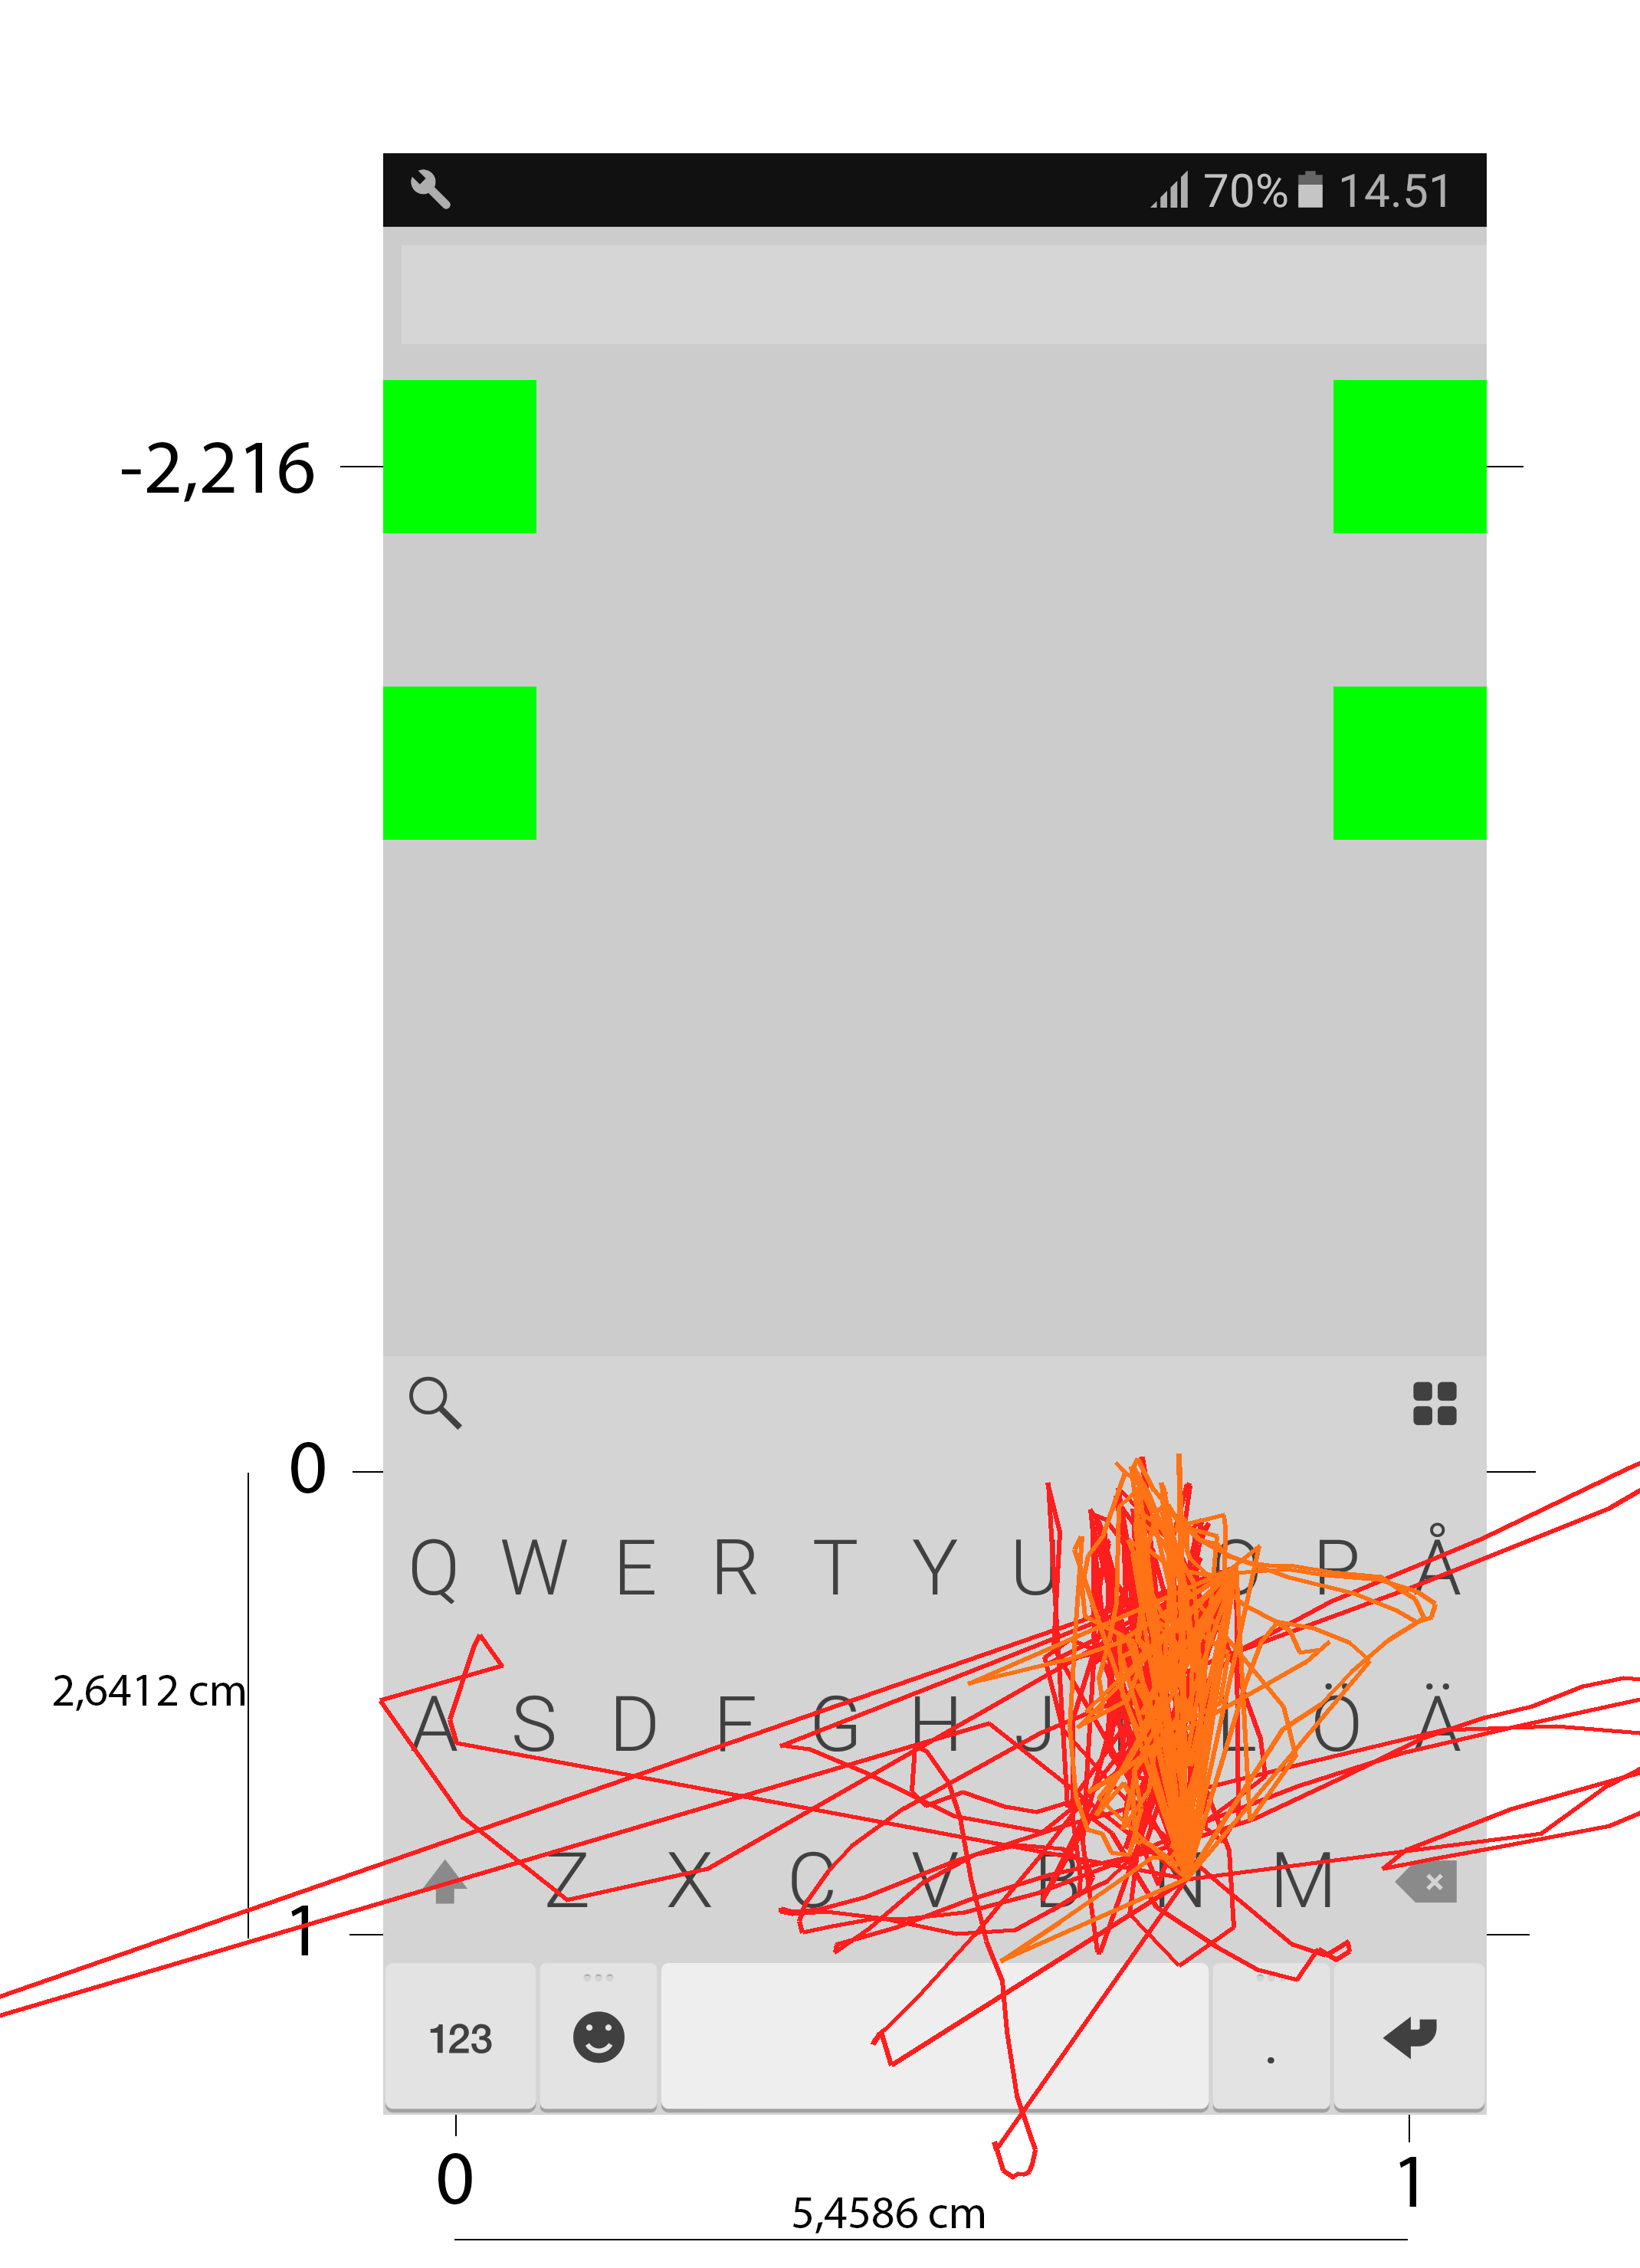 70% 14.51
-2,216
0
Q W E R T Y U O P Å
2,6412 cm
A S D F G H J L Ö Ä
Z X C V B N M
1
123 .
0 1
5,4586 cm